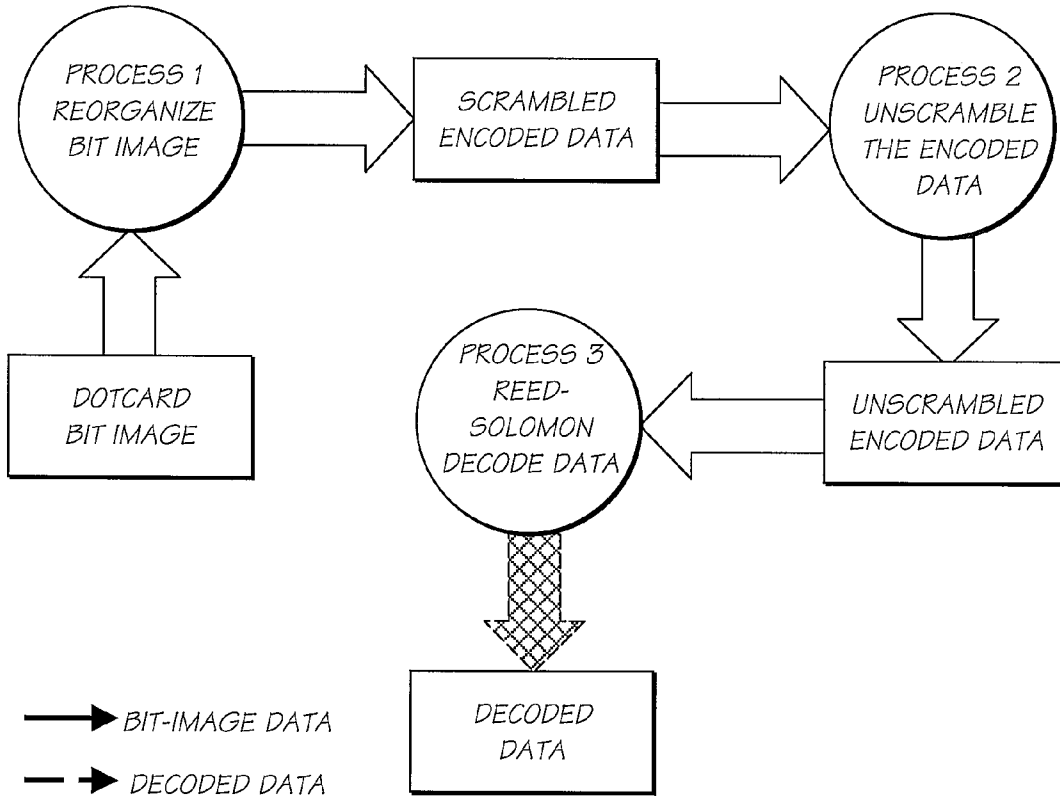 PROCESS 1
REORGANIZE
BIT IMAGE
SCRAMBLED
ENCODED DATA
PROCESS 2
UNSCRAMBLE
THE ENCODED
DATA
DOTCARD
BIT IMAGE
PROCESS 3
REED-
SOLOMON
DECODE DATA
UNSCRAMBLED
ENCODED DATA
DECODED
DATA
BIT-IMAGE DATA
DECODED DATA